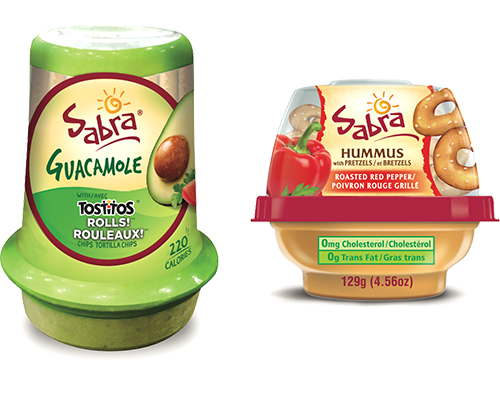 Sabra®
GUACAMOLE
WITH/AVEC
TOSTITOS®
ROLLS!
ROULEAUX!
CHIPS TORTILLA CHIPS
220
CALORIES
Sabra®
HUMMUS
with PRETZELS / et BRETZELS
ROASTED RED PEPPER/
POIVRON ROUGE GRILLÉ
0mg Cholesterol / Cholestérol
0g Trans Fat / Gras trans
129g (4.56oz)